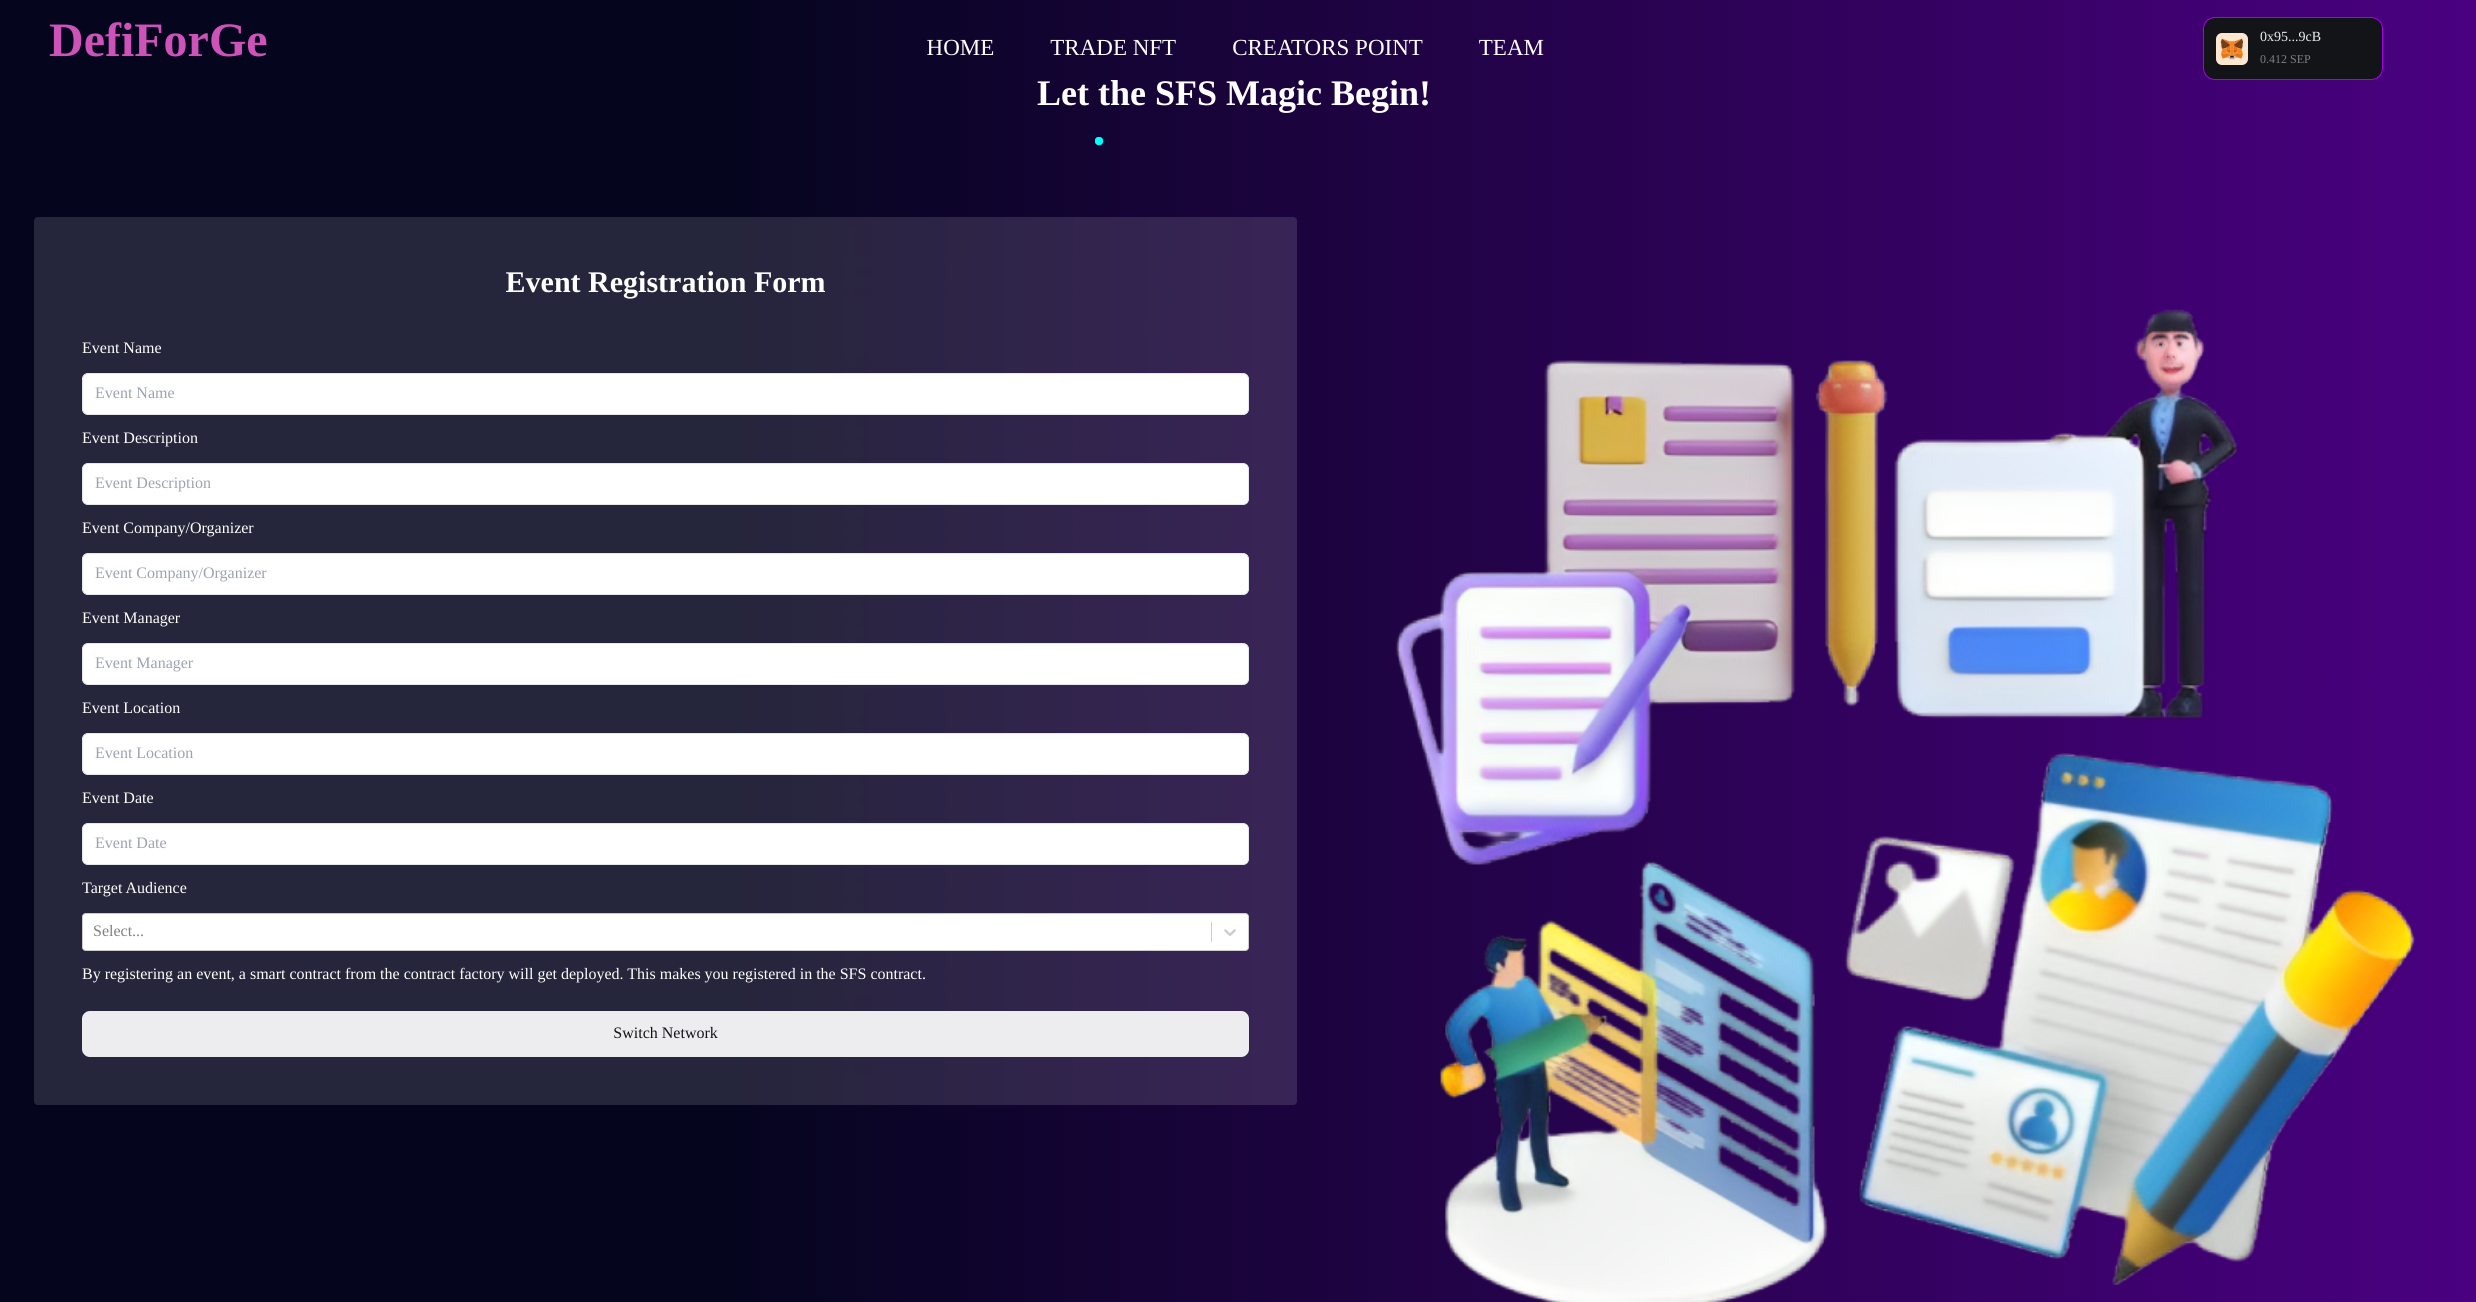 DefiForGe
HOME
TRADE NFT
CREATORS POINT
TEAM
0x95...9cB
0.412 SEP
Let the SFS Magic Begin!
Event Registration Form
Event Name
Event Name
Event Description
Event Description
Event Company/Organizer
Event Company/Organizer
Event Manager
Event Manager
Event Location
Event Location
Event Date
Event Date
Target Audience
Select...
By registering an event, a smart contract from the contract factory will get deployed. This makes you registered in the SFS contract.
Switch Network